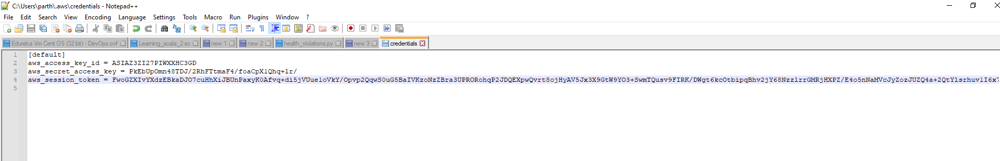 C:\Users\parth\.aws\credentials - Notepad++
File Edit Search View Encoding Language Settings Tools Macro Run Plugins Window ?
Edureka Vm Cent OS (32 bit) - DevOps.ovf Learning_scala_2.sc new 1 new 2 health_violations.py new 3 credentials
1 [default]
2 aws_access_key_id = ASIAZ3ZI27PIWXXHC3GD
3 aws_secret_access_key = PkEbUpOmn48TDJ/2RhFTtmaF4/foaCpXlQhq+lr/
4 aws_session_token = FwoGZXIvYXdzEBkaDJO7cuHhXiJBUnPaxyK0Afvq+di5jVUueloVkY/Opvp2QqwS0uG5BaIVKzoNzZBra3UPRORohqP2JDQEXpwQvrt8ojHyAV5Jx3X9GtW9YO3+SwmTQusv9FIRK/DWgt6kcOtbipqBhv2jY68NzzlrrGMRjHXPZ/E4o5nNaMVcJyZozJUZQ4a+2QtYlsrhuvlI6x7
5